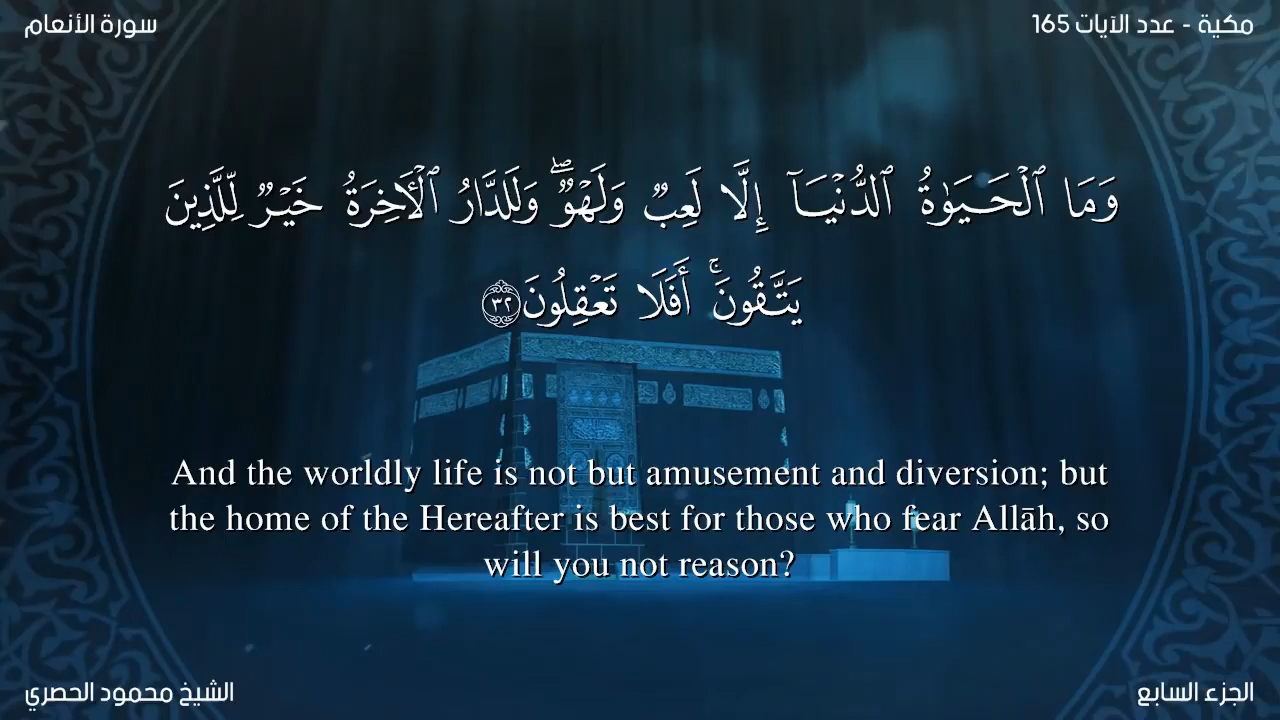 سورة الأنعام
مكية - عدد الآيات 165
وَمَا ٱلْحَيَوٰةُ ٱلدُّنْيَآ إِلَّا لَعِبٌ وَلَهْوٌ ۖ وَلَلدَّارُ ٱلْأَخِرَةُ خَيْرٌ لِّلَّذِينَ
يَتَّقُونَ ۚ أَفَلَا تَعْقِلُونَ ٣٢
And the worldly life is not but amusement and diversion; but
the home of the Hereafter is best for those who fear Allāh, so
will you not reason?
الشيخ محمود الحصري
الجزء السابع